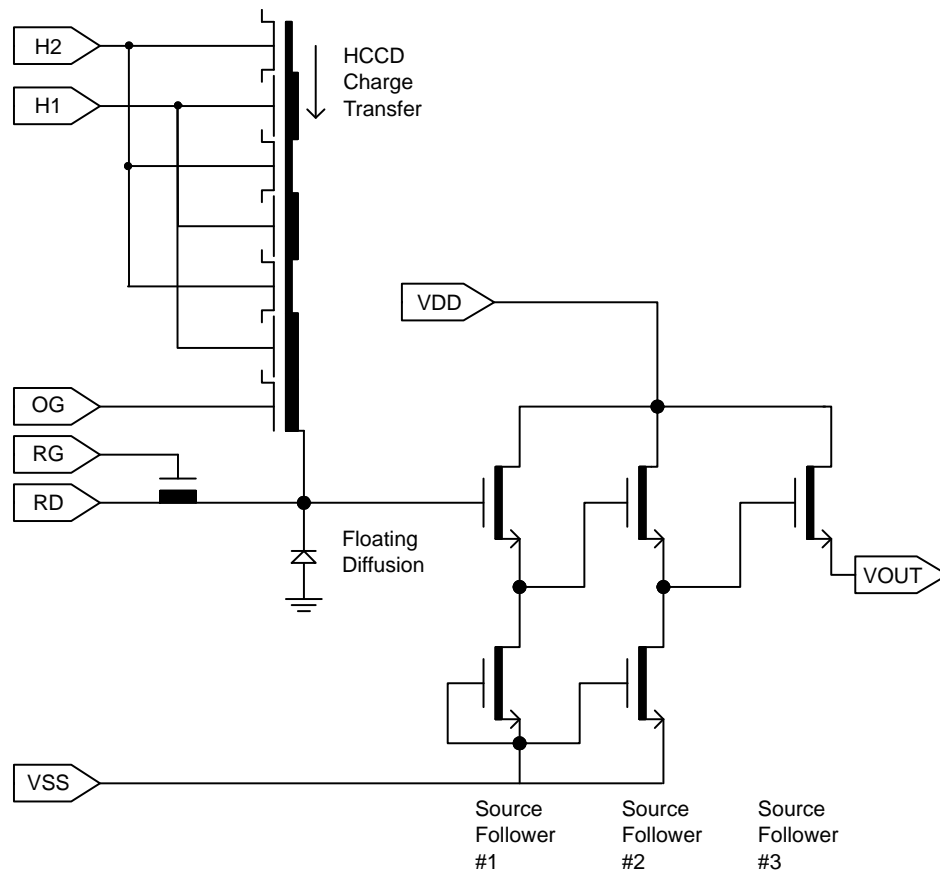 H2
H1
HCCD
Charge
Transfer
VDD
OG
RG
RD
Floating
Diffusion
VOUT
VSS
Source
Follower
#1
Source
Follower
#2
Source
Follower
#3